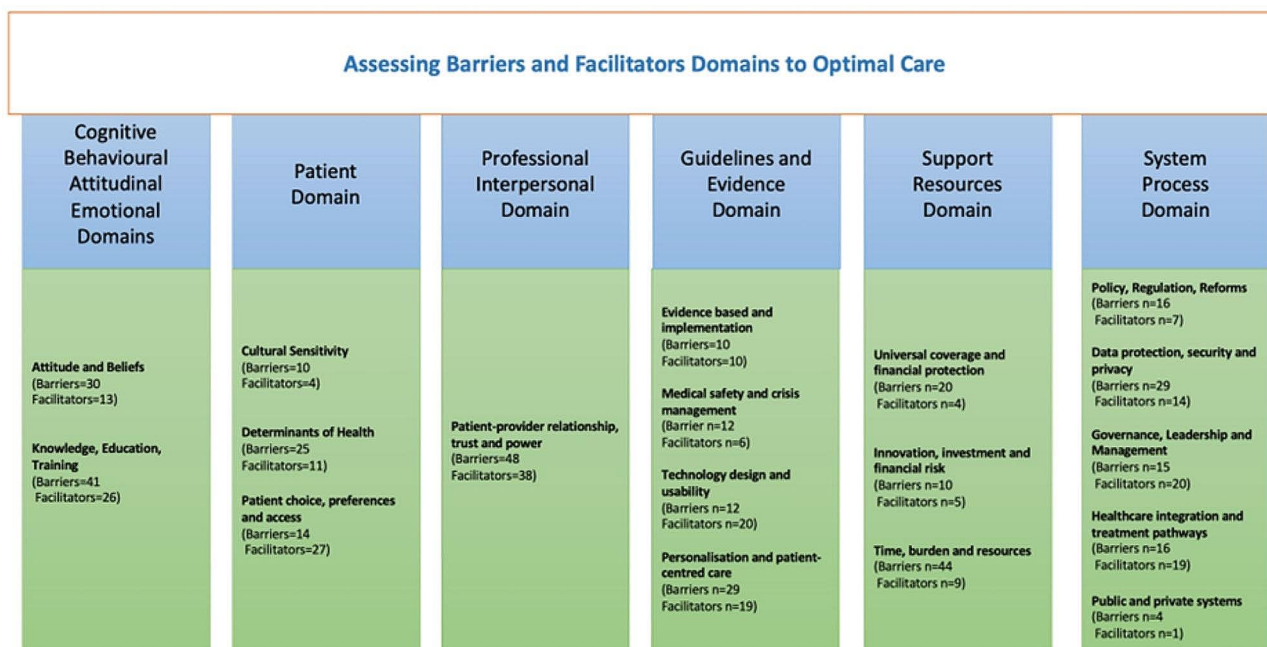 Assessing Barriers and Facilitators Domains to Optimal Care
Cognitive
Behavioural
Attitudinal
Emotional
Domains
Attitude and Beliefs
(Barriers=30
Facilitators=13)
Knowledge, Education,
Training
(Barriers=41
Facilitators=26)
Patient
Domain
Cultural Sensitivity
(Barriers=10
Facilitators=4)
Determinants of Health
(Barriers=25
Facilitators=11)
Patient choice, preferences
and access
(Barriers=14
Facilitators=27)
Professional
Interpersonal
Domain
Patient-provider relationship,
trust and power
(Barriers=48
Facilitators=38)
Guidelines and
Evidence
Domain
Evidence based and
implementation
(Barriers=10
Facilitators=10)
Medical safety and crisis
management
(Barrier n=12
Facilitators n=6)
Technology design and
usability
(Barriers n=12
Facilitators n=20)
Personalisation and patient-
centred care
(Barriers n=29
Facilitators n=19)
Support
Resources
Domain
Universal coverage and
financial protection
(Barriers n=20
Facilitators n=4)
Innovation, investment and
financial risk
(Barriers n=10
Facilitators n=5)
Time, burden and resources
(Barriers n=44
Facilitators n=9)
System
Process
Domain
Policy, Regulation, Reforms
(Barriers n=16
Facilitators n=7)
Data protection, security and
privacy
(Barriers n=29
Facilitators n=14)
Governance, Leadership and
Management
(Barriers n=15
Facilitators n=20)
Healthcare integration and
treatment pathways
(Barriers n=16
Facilitators n=19)
Public and private systems
(Barriers n=4
Facilitators n=1)